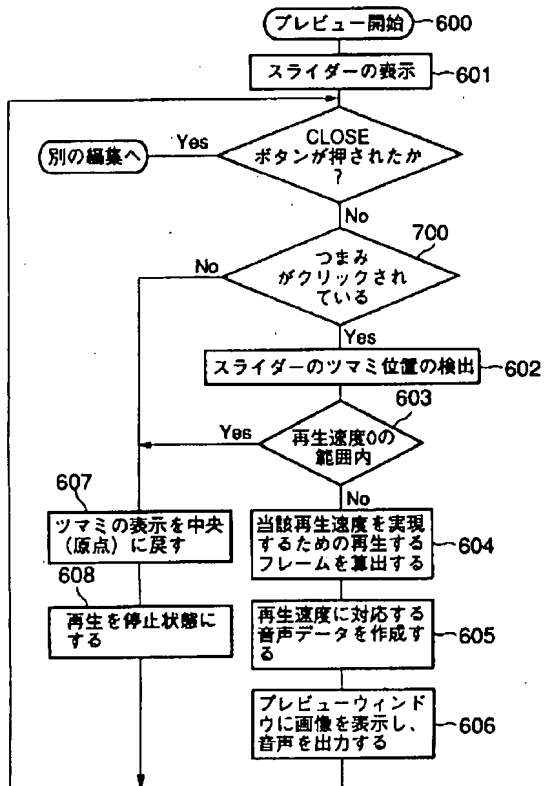 プレビュー開始
600
スライダーの表示
601
CLOSE
ボタンが押されたか
?
Yes
別の編集へ
No
700
つまみ
がクリックされ
ている
No
Yes
スライダーのツマミ位置の検出
602
603
再生速度0の
範囲内
Yes
No
607
ツマミの表示を中央
(原点)に戻す
608
再生を停止状態に
する
当該再生速度を実現
するための再生する
フレームを算出する
604
再生速度に対応する
音声データを作成す
る
605
プレビューウィンド
ウに画像を表示し、
音声を出力する
606